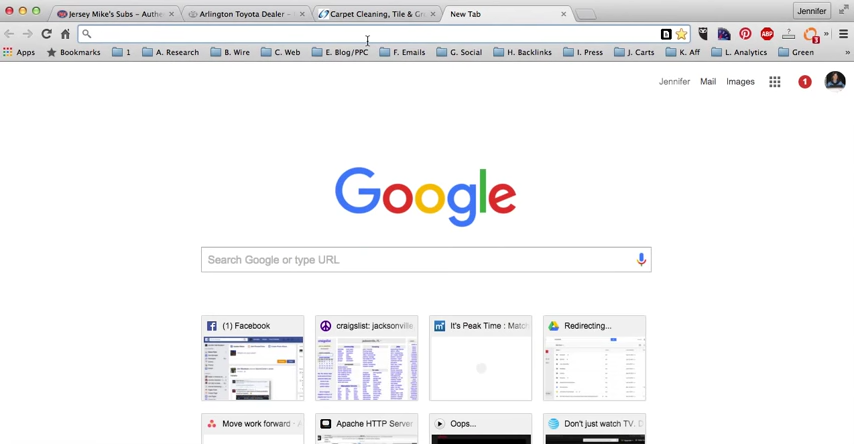 Jersey Mike's Subs - Authe
Arlington Toyota Dealer -
Carpet Cleaning, Tile & Gr
New Tab
Jennifer
Apps
Bookmarks
1
A. Research
B. Wire
C. Web
E. Blog/PPC
F. Emails
G. Social
H. Backlinks
I. Press
J. Carts
K. Aff
L. Analytics
Green
Jennifer
Mail
Images
1
Google
Search Google or type URL
(1) Facebook
craigslist: jacksonville
It's Peak Time : Match
Redirecting...
Move work forward -
Apache HTTP Server
Oops...
Don't just watch TV. D